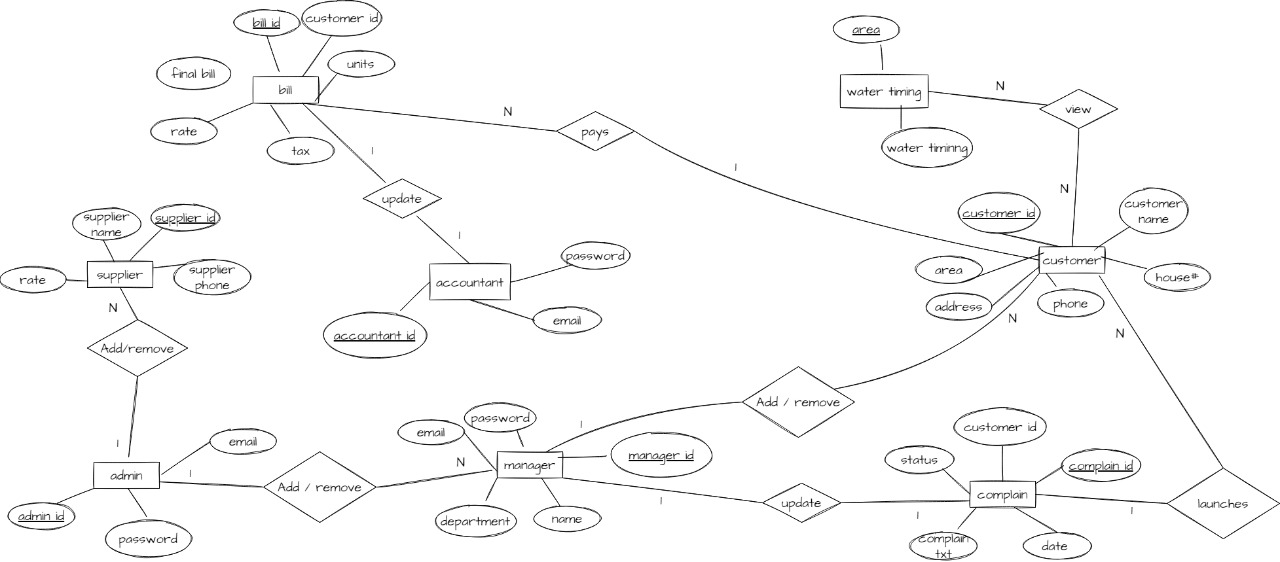 bill id
customer id
area
final bill
units
bill
water timing
N
N
view
rate
pays
tax
water timinng
1
1
update
N
supplier
name
supplier id
customer id
customer
name
1
password
customer
rate
supplier
supplier
phone
area
house#
accountant
address
phone
N
email
N
accountant id
N
Add/remove
Add / remove
password
email
1
customer id
email
1
manager id
status
complain id
admin
1
N
manager
Add / remove
1
update
complain
launches
admin id
department
name
1
1
password
complain
txt
date